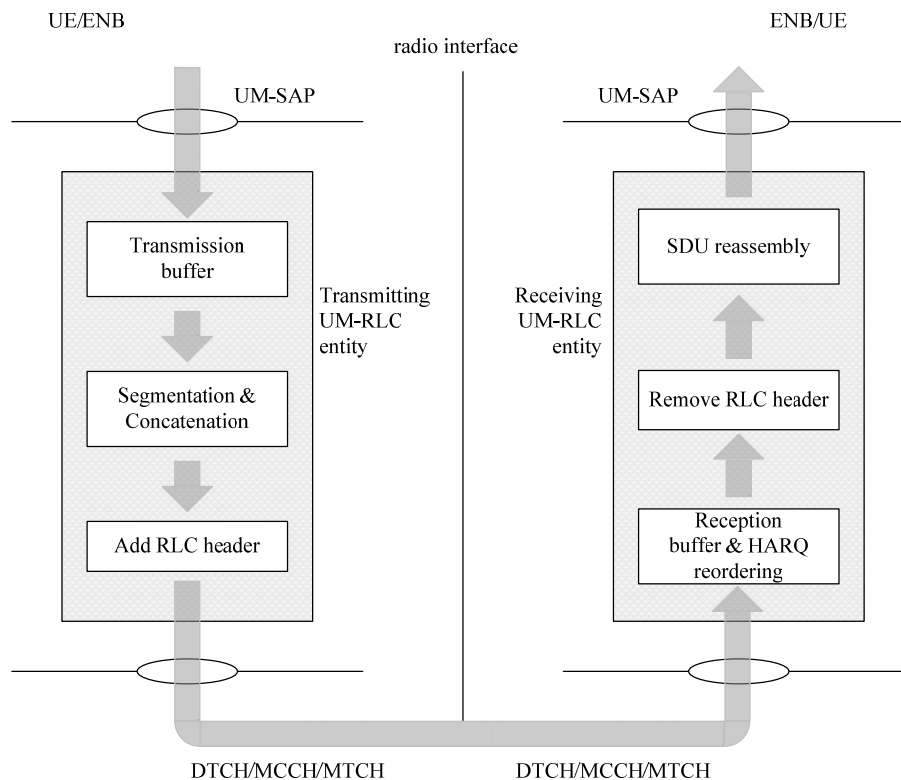 UE/ENB
ENB/UE
radio interface
UM-SAP
UM-SAP
Transmission
buffer
Transmitting
UM-RLC
entity
Segmentation &
Concatenation
Add RLC header
SDU reassembly
Receiving
UM-RLC
entity
Remove RLC header
Reception
buffer & HARQ
reordering
DTCH/MCCH/MTCH
DTCH/MCCH/MTCH